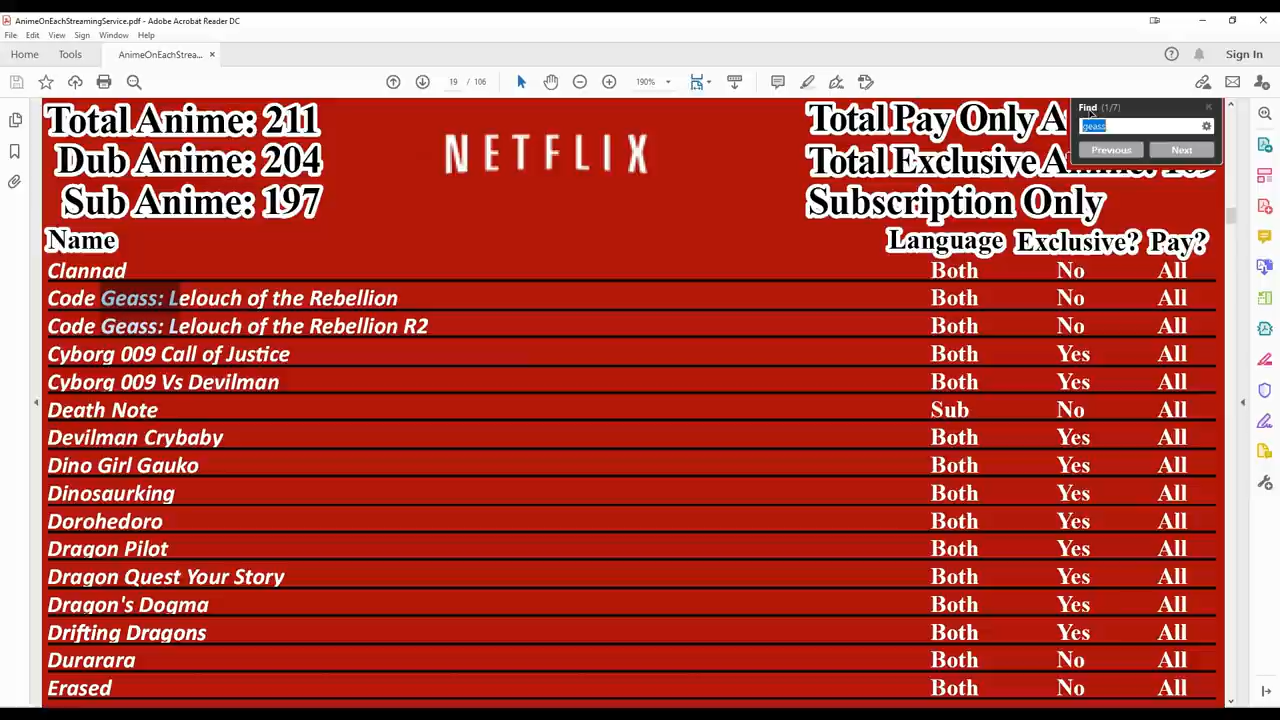 AnimeOnEachStreamingService.pdf - Adobe Acrobat Reader DC
File Edit View Sign Window Help
Home Tools AnimeOnEachStrea... Sign In
19 / 106 190%
Find (1/7)
geass
Previous Next
Total Anime: 211
Dub Anime: 204
Sub Anime: 197
NETFLIX
Total Pay Only A
Total Exclusive
Subscription Only
Name Language Exclusive? Pay?
Clannad Both No All
Code Geass: Lelouch of the Rebellion Both No All
Code Geass: Lelouch of the Rebellion R2 Both No All
Cyborg 009 Call of Justice Both Yes All
Cyborg 009 Vs Devilman Both Yes All
Death Note Sub No All
Devilman Crybaby Both Yes All
Dino Girl Gauko Both Yes All
Dinosaurking Both Yes All
Dorohedoro Both Yes All
Dragon Pilot Both Yes All
Dragon Quest Your Story Both Yes All
Dragon's Dogma Both Yes All
Drifting Dragons Both Yes All
Durarara Both No All
Erased Both No All